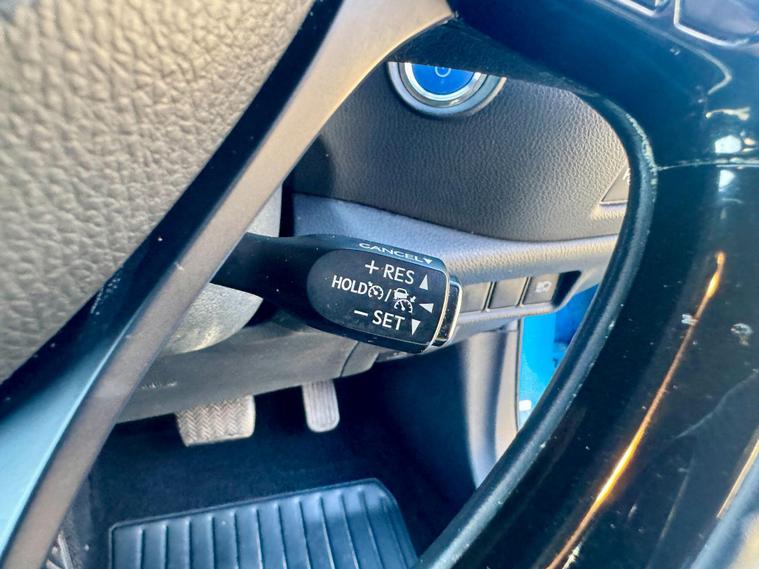 CANCEL▼
+ RES ▲
HOLD / ◀
− SET ▼